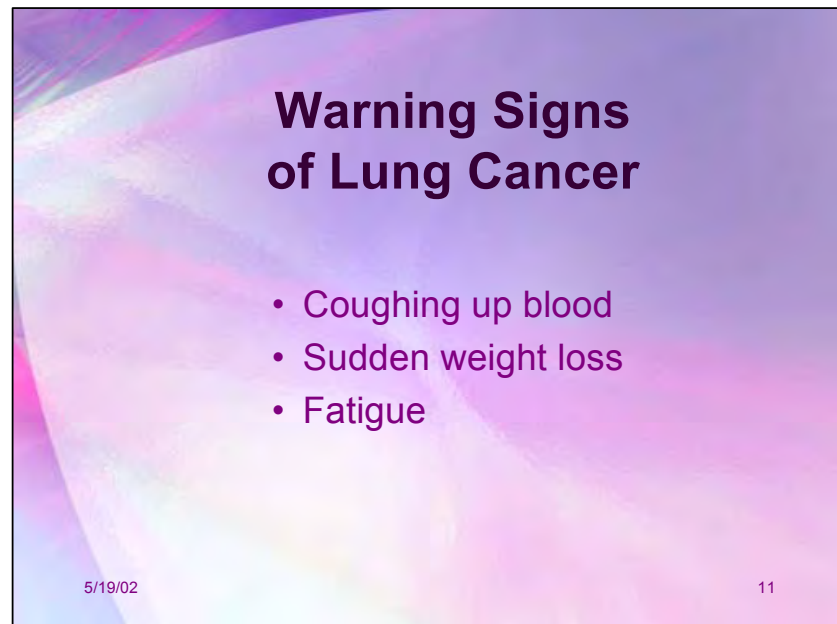 Warning Signs
of Lung Cancer
• Coughing up blood
• Sudden weight loss
• Fatigue
5/19/02
11